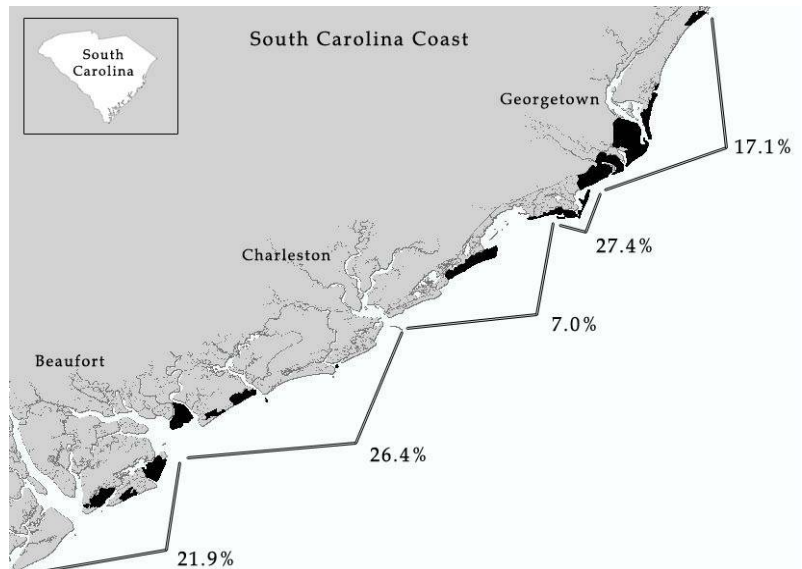 South Carolina Coast
South
Carolina
Georgetown
17.1%
27.4%
Charleston
7.0%
Beaufort
26.4%
21.9%